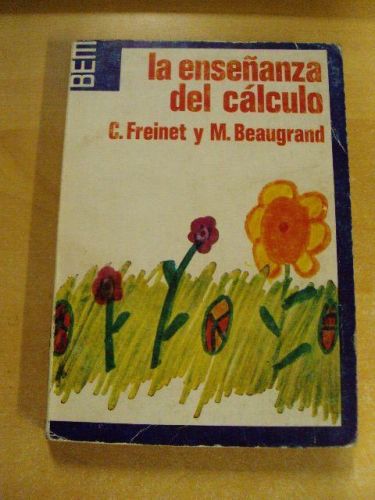 BEM
la enseñanza
del cálculo
C. Freinet y M. Beaugrand